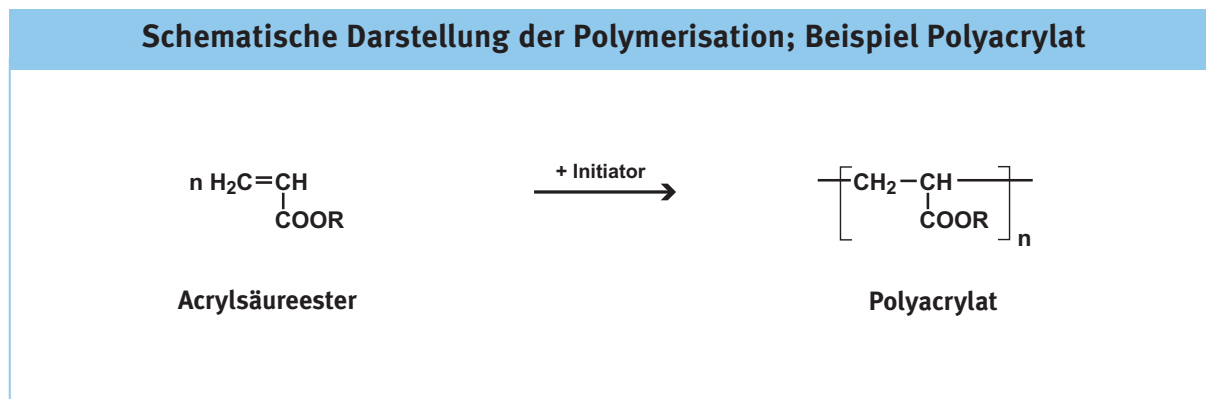 Schematische Darstellung der Polymerisation; Beispiel Polyacrylat
n H₂C=CH
COOR
+ Initiator
CH₂–CH
COOR
n
Acrylsäureester
Polyacrylat